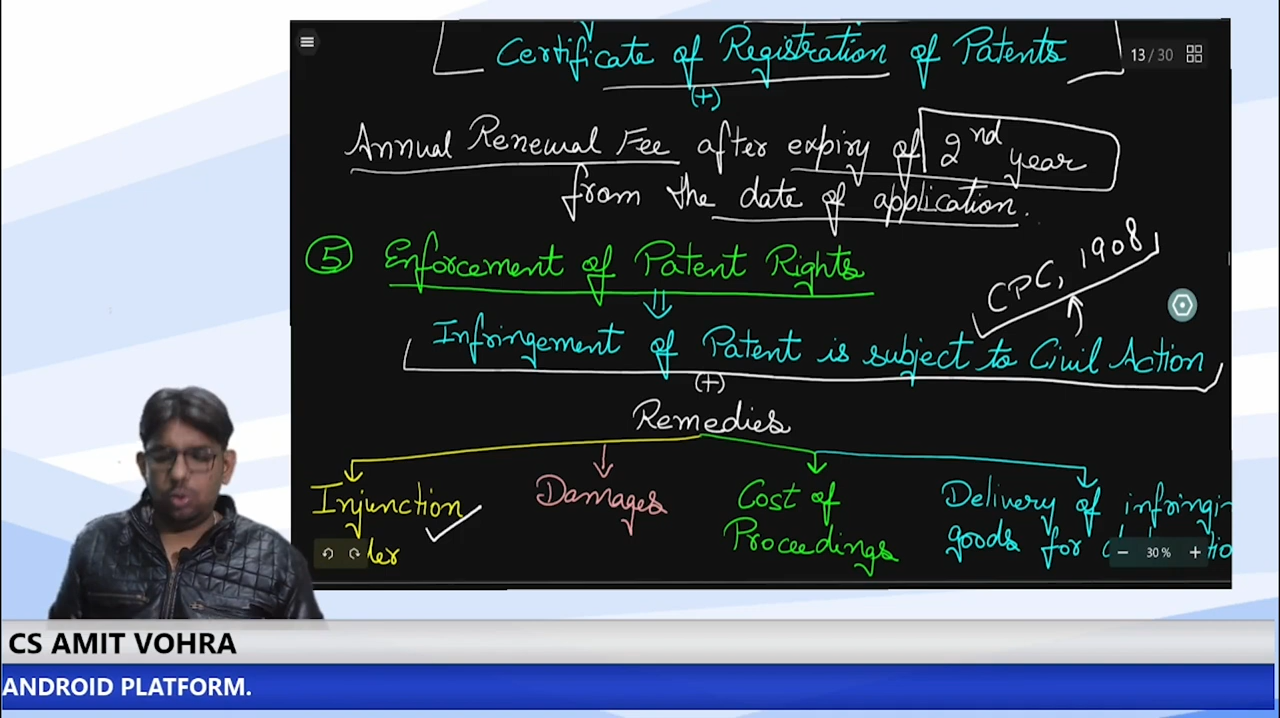 Certificate of Registration of Patents
13/30
(+)
Annual Renewal Fee after expiry of 2nd year
from the date of application.
CPC, 1908
5 Enforcement of Patent Rights
Infringement of Patent is subject to Civil Action
(+)
Remedies
Injunction
Damages
Cost of
Proceedings
Delivery of
goods for
30%
CS AMIT VOHRA
ANDROID PLATFORM.